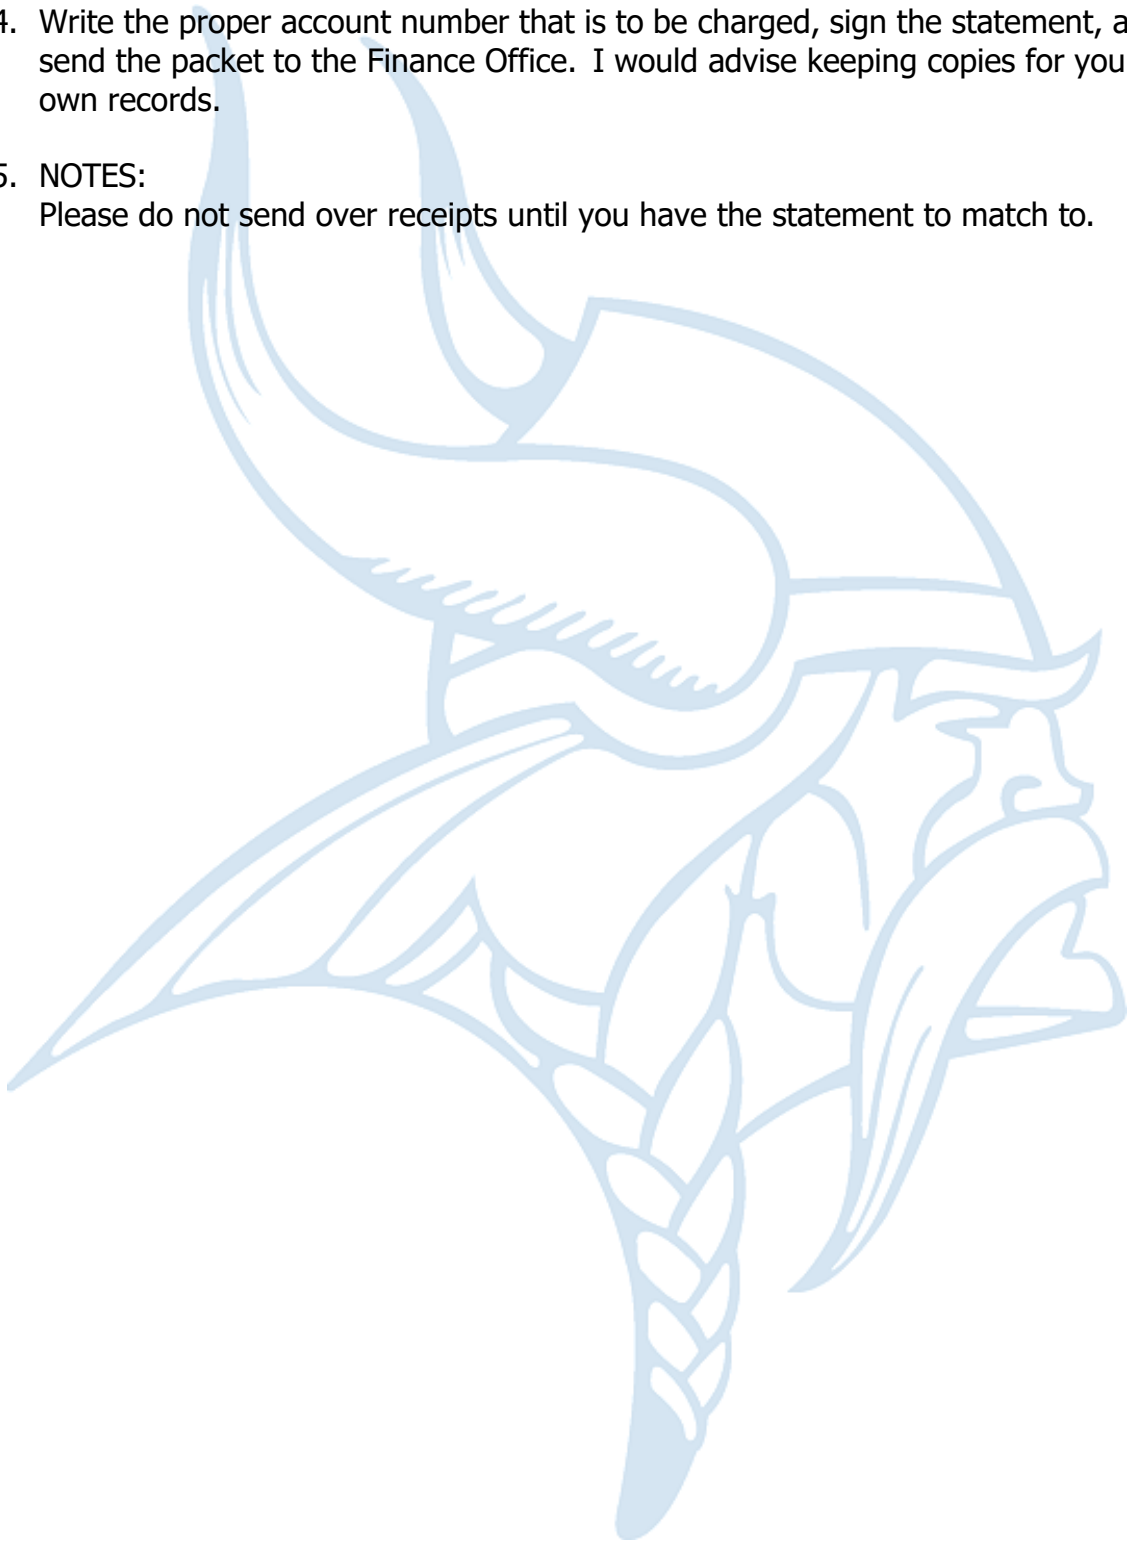 4. Write the proper account number that is to be charged, sign the statement, a
send the packet to the Finance Office. I would advise keeping copies for you
own records.
5. NOTES:
Please do not send over receipts until you have the statement to match to.